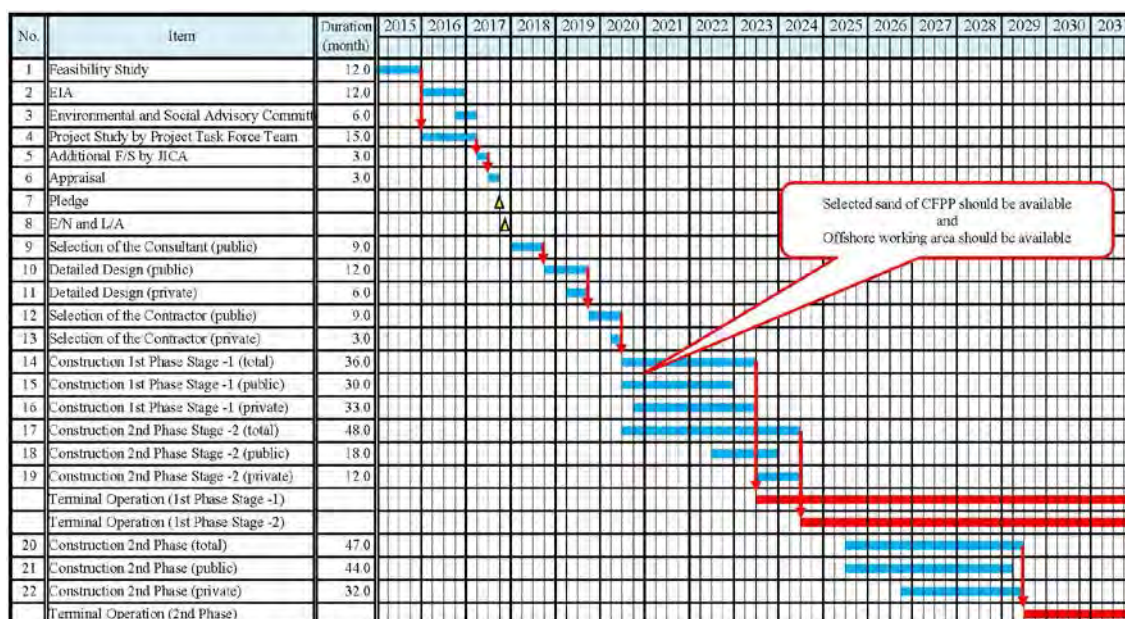 No. Item Duration (month) 2015 2016 2017 2018 2019 2020 2021 2022 2023 2024 2025 2026 2027 2028 2029 2030 203
1 Feasibility Study 12.0
2 EIA 12.0
3 Environmental and Social Advisory Committ 6.0
4 Project Study by Project Task Force Team 15.0
5 Additional F/S by JICA 3.0
6 Appraisal 3.0
7 Pledge
8 E/N and L/A
9 Selection of the Consultant (public) 9.0
10 Detailed Design (public) 12.0
11 Detailed Design (private) 6.0
12 Selection of the Contractor (public) 9.0
13 Selection of the Contractor (private) 3.0
14 Construction 1st Phase Stage -1 (total) 36.0
15 Construction 1st Phase Stage -1 (public) 30.0
16 Construction 1st Phase Stage -1 (private) 33.0
17 Construction 2nd Phase Stage -2 (total) 48.0
18 Construction 2nd Phase Stage -2 (public) 18.0
19 Construction 2nd Phase Stage -2 (private) 12.0
Terminal Operation (1st Phase Stage -1)
Terminal Operation (1st Phase Stage -2)
20 Construction 2nd Phase (total) 47.0
21 Construction 2nd Phase (public) 44.0
22 Construction 2nd Phase (private) 32.0
Terminal Operation (2nd Phase)
Selected sand of CFPP should be available
and
Offshore working area should be available